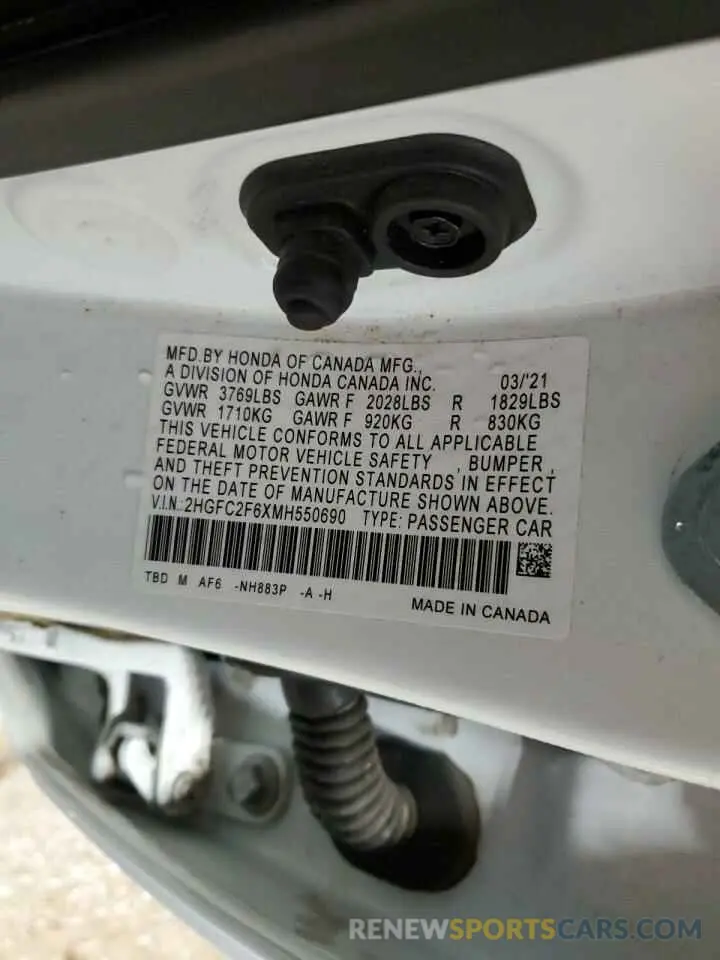 MFD.BY HONDA OF CANADA MFG.,
A DIVISION OF HONDA CANADA INC. 03/'21
GVWR 3769LBS GAWR F 2028LBS R 1829LBS
GVWR 1710KG GAWR F 920KG R 830KG
THIS VEHICLE CONFORMS TO ALL APPLICABLE
FEDERAL MOTOR VEHICLE SAFETY , BUMPER ,
AND THEFT PREVENTION STANDARDS IN EFFECT
ON THE DATE OF MANUFACTURE SHOWN ABOVE.
V.I.N.:2HGFC2F6XMH550690 TYPE: PASSENGER CAR
TBD M AF6 -NH883P -A -H
MADE IN CANADA
RENEWSPORTSCARS.COM